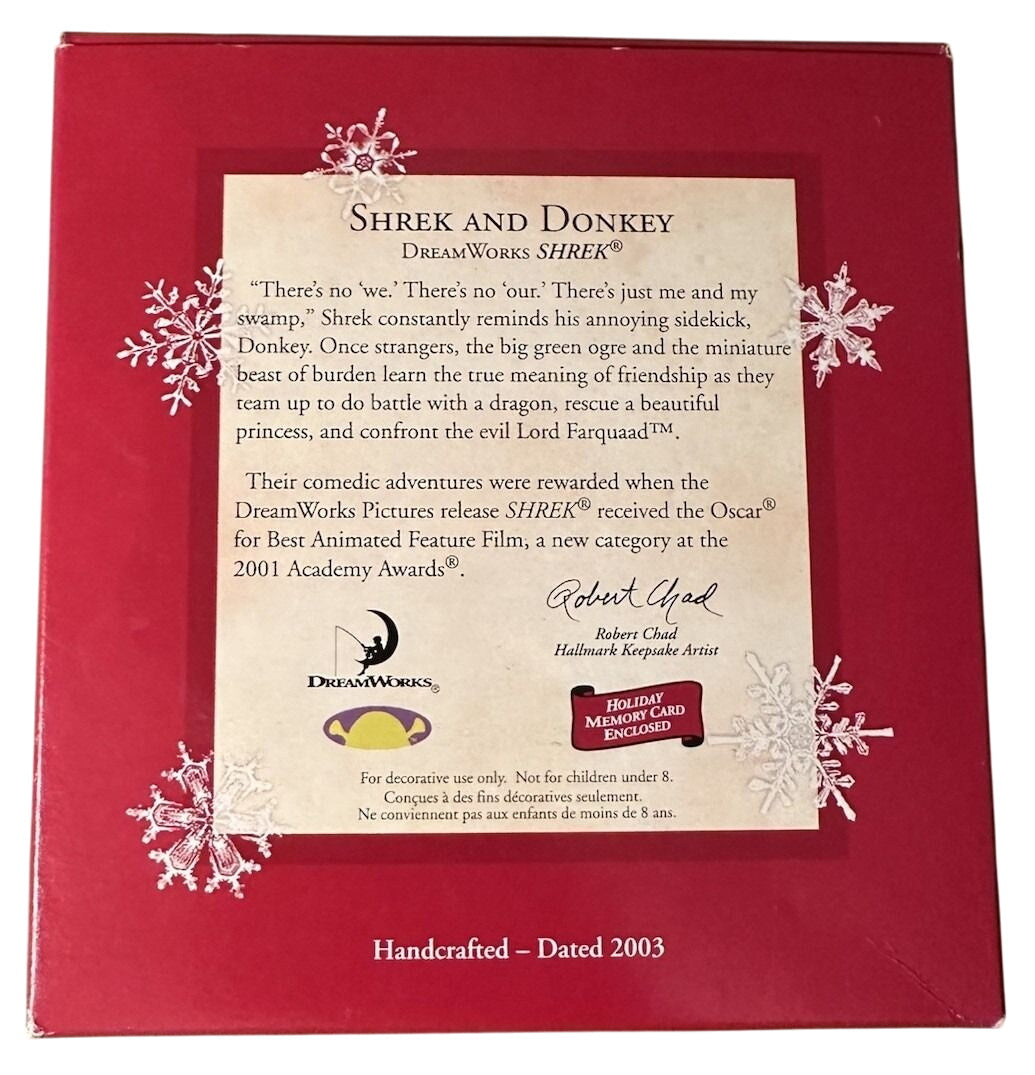 SHREK AND DONKEY
DREAMWORKS SHREK®
“There’s no ‘we.’ There’s no ‘our.’ There’s just me and my
swamp,” Shrek constantly reminds his annoying sidekick,
Donkey. Once strangers, the big green ogre and the miniature
beast of burden learn the true meaning of friendship as they
team up to do battle with a dragon, rescue a beautiful
princess, and confront the evil Lord Farquaad™.
Their comedic adventures were rewarded when the
DreamWorks Pictures release SHREK® received the Oscar®
for Best Animated Feature Film, a new category at the
2001 Academy Awards®.
Robert Chad
Robert Chad
Hallmark Keepsake Artist
DREAMWORKS®
HOLIDAY
MEMORY CARD
ENCLOSED
For decorative use only. Not for children under 8.
Conçues à des fins décoratives seulement.
Ne conviennent pas aux enfants de moins de 8 ans.
Handcrafted – Dated 2003